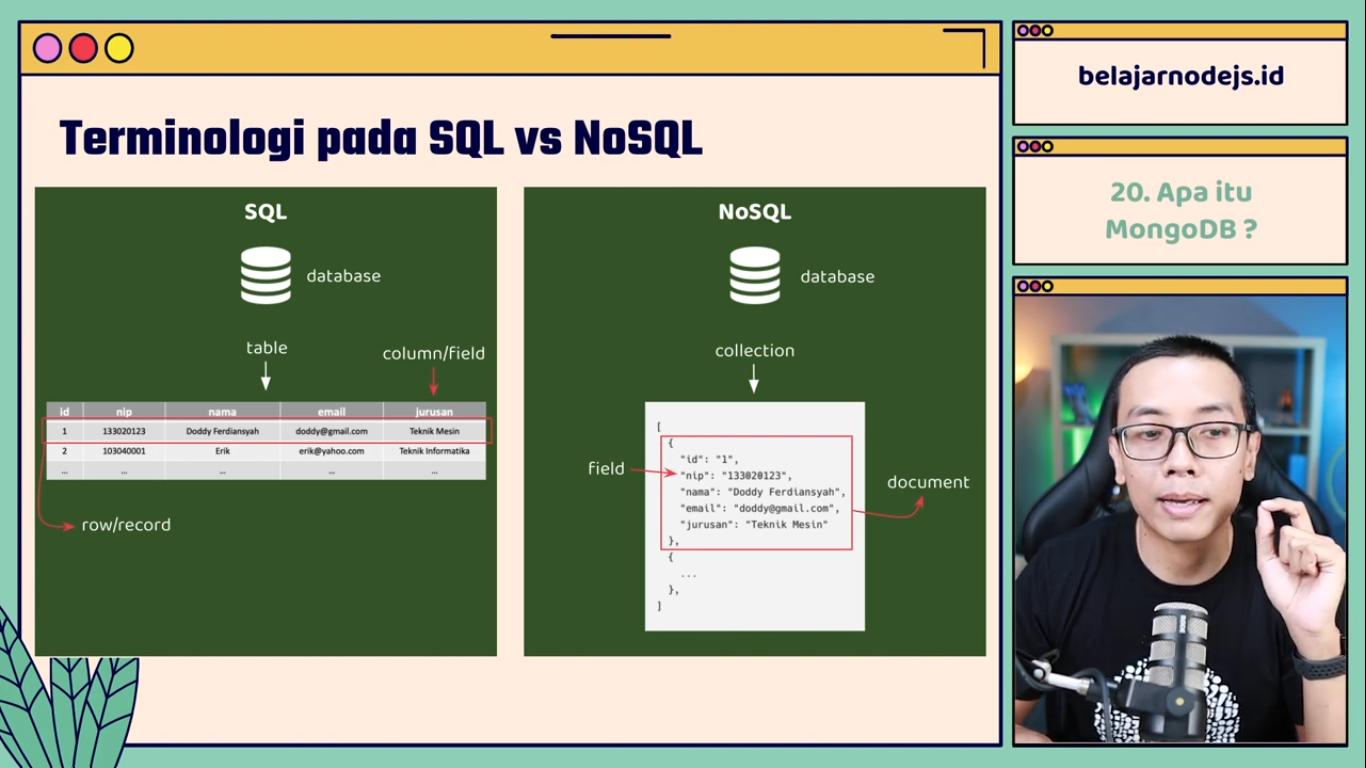 Terminologi pada SQL vs NoSQL
SQL
database
table
column/field
id nip nama email jurusan
1 133020123 Doddy Ferdiansyah doddy@gmail.com Teknik Mesin
2 103040001 Erik erik@yahoo.com Teknik Informatika
... ... ... ... ...
row/record
NoSQL
database
collection
[
{
"id": "1",
"nip": "133020123",
"nama": "Doddy Ferdiansyah",
"email": "doddy@gmail.com",
"jurusan": "Teknik Mesin"
},
{
...
},
]
field
document
belajarnodejs.id
20. Apa itu
MongoDB ?